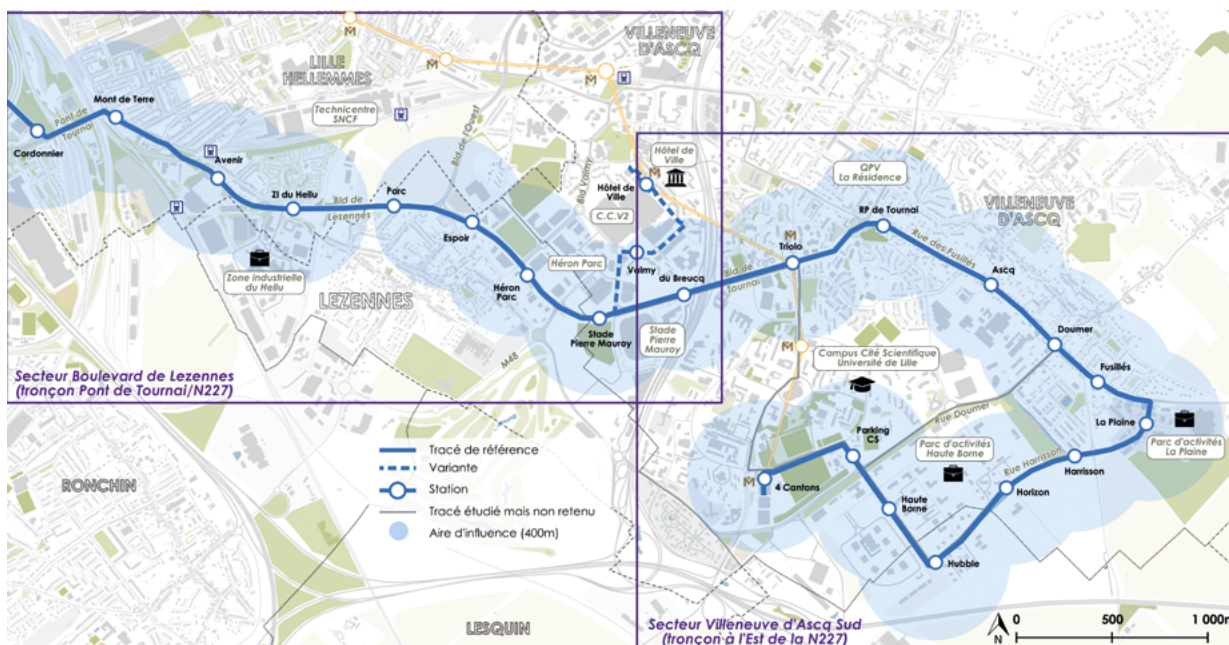 VILLENEUVE
D'ASCQ
LILLE
HELLEMMES
M
M
M
Technicentre
SNCF
Mont de Terre
Pont de
Tournai
Cordonnier
Avenir
ZI du Hellu
Bld de
Lezennes
Parc
Bld de l'Ouest
Espoir
Zone industrielle
du Hellu
LEZENNES
Héron Parc
Héron
Parc
Bld Valmy
Hôtel de
Ville
M
Hôtel de
Ville
C.C.V2
Valmy
du Breucq
Stade
Pierre Mauroy
Stade
Pierre
Mauroy
M48
Bld de
Tournai
Triolo
M
QPV
La Résidence
RP de Tournai
VILLENEUVE
D'ASCQ
Rue des Fusillés
Ascq
Doumer
Fusillés
La Plaine
Parc d'activités
La Plaine
Campus Cité Scientifique
Université de Lille
M
Rue Doumer
Parking
CS
Parc d'activités
Haute Borne
Rue Harrisson
Harrisson
Horizon
M
4 Cantons
Haute
Borne
Hubble
Secteur Boulevard de Lezennes
(tronçon Pont de Tournai/N227)
RONCHIN
LESQUIN
Tracé de référence
Variante
Station
Tracé étudié mais non retenu
Aire d'influence (400m)
Secteur Villeneuve d'Ascq Sud
(tronçon à l'Est de la N227)
N
0 500 1 000m